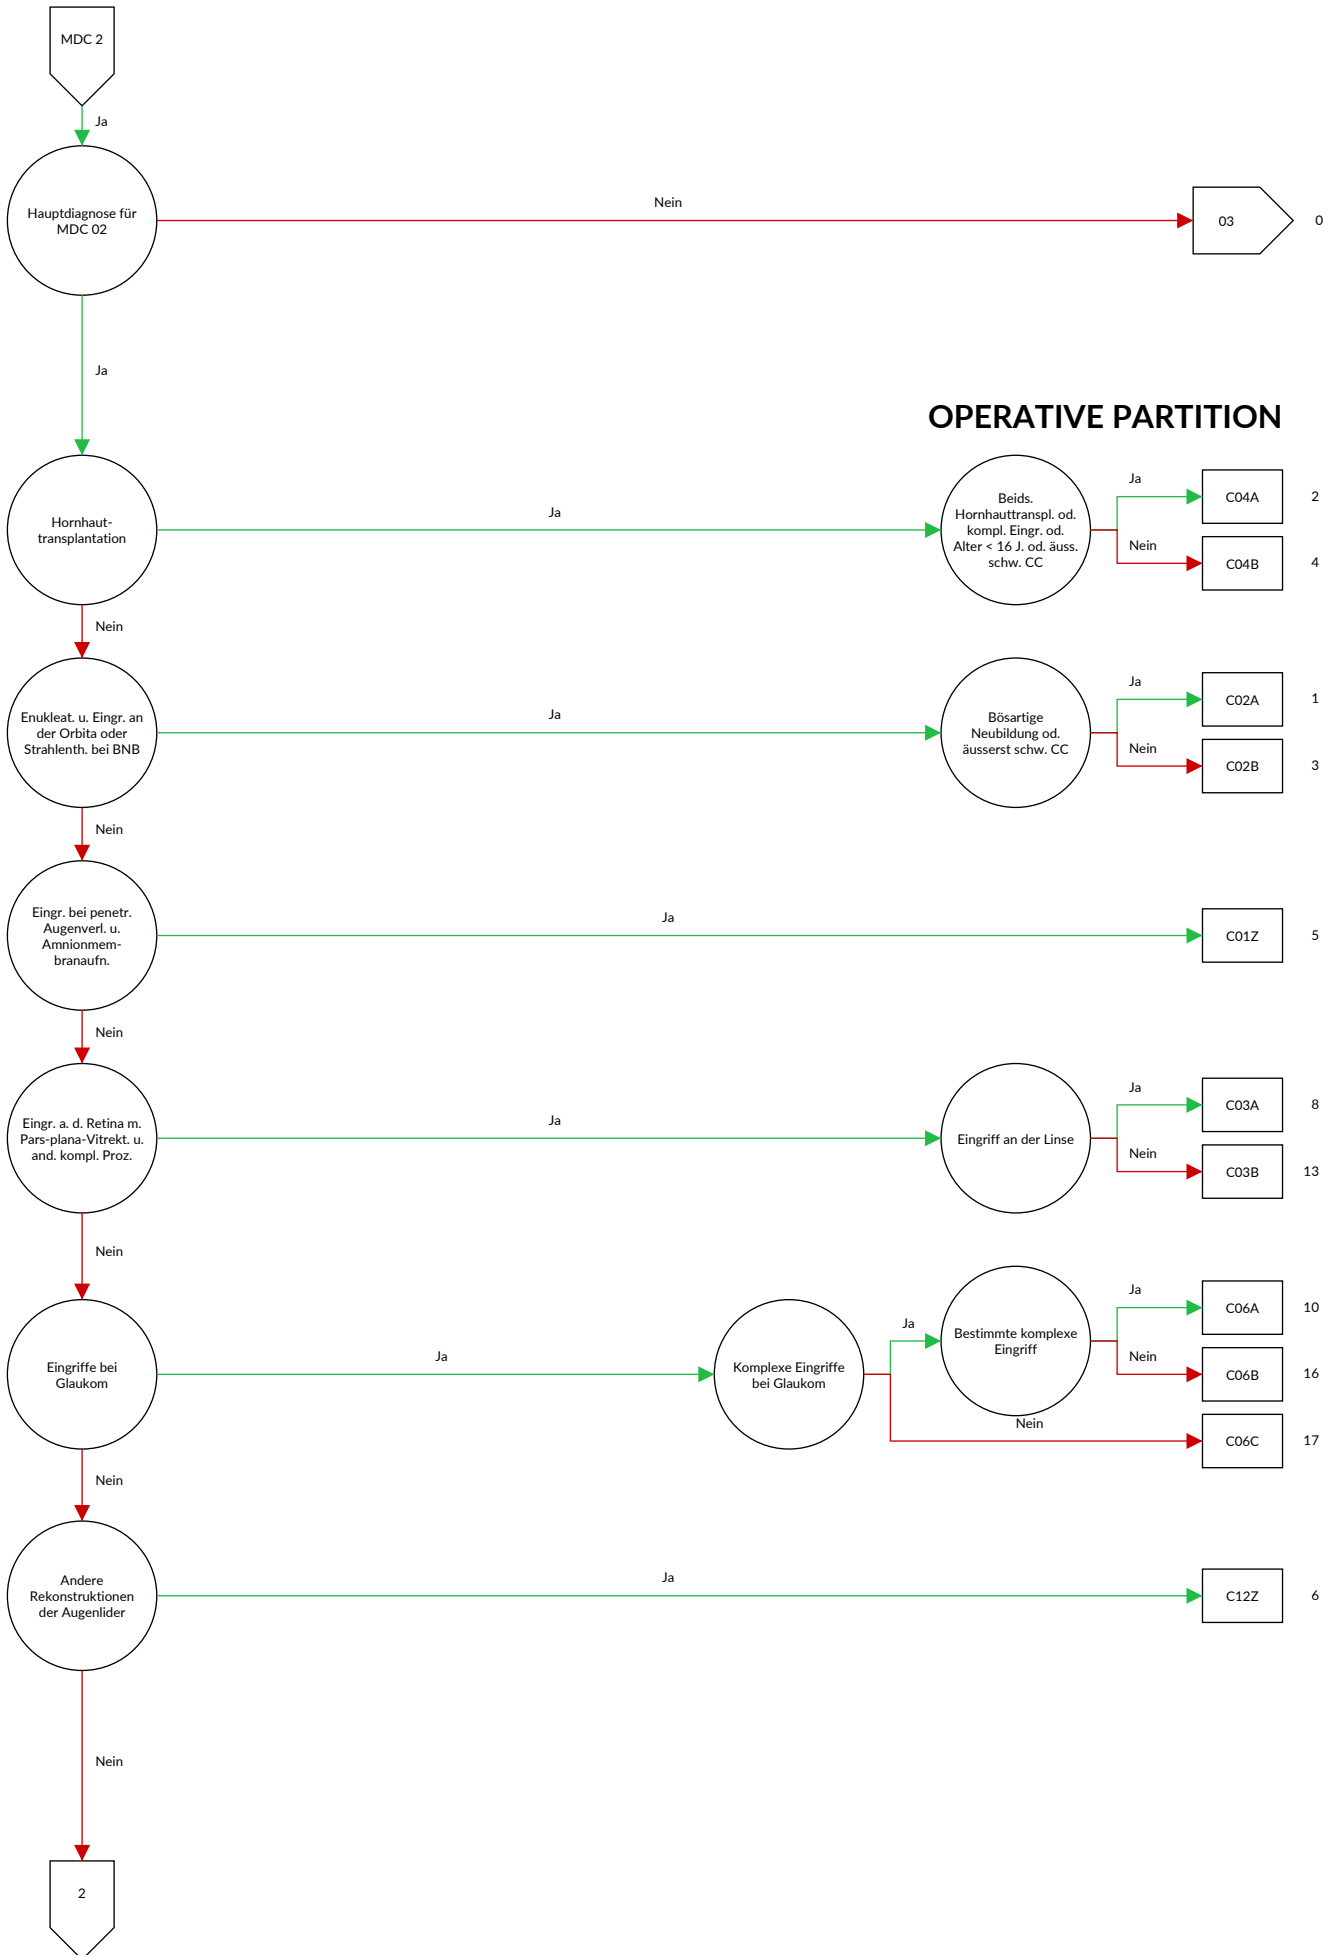 MDC 2
Ja
Hauptdiagnose für
MDC 02
Nein
03
0
Ja
OPERATIVE PARTITION
Hornhaut-
transplantation
Ja
Beids.
Hornhauttranspl. od.
kompl. Eingr. od.
Alter < 16 J. od. äuss.
schw. CC
Ja
C04A
2
Nein
C04B
4
Nein
Enukleat. u. Eingr. an
der Orbita oder
Strahlenth. bei BNB
Ja
Bösartige
Neubildung od.
äusserst schw. CC
Ja
C02A
1
Nein
C02B
3
Nein
Eingr. bei penetr.
Augenverl. u.
Amnionmem-
branaufn.
Ja
C01Z
5
Nein
Eingr. a. d. Retina m.
Pars-plana-Vitrekt. u.
and. kompl. Proz.
Ja
Eingriff an der Linse
Ja
C03A
8
Nein
C03B
13
Nein
Eingriffe bei
Glaukom
Ja
Komplexe Eingriffe
bei Glaukom
Ja
Bestimmte komplexe
Eingriff
Ja
C06A
10
Nein
C06B
16
Nein
C06C
17
Nein
Andere
Rekonstruktionen
der Augenlider
Ja
C12Z
6
Nein
2